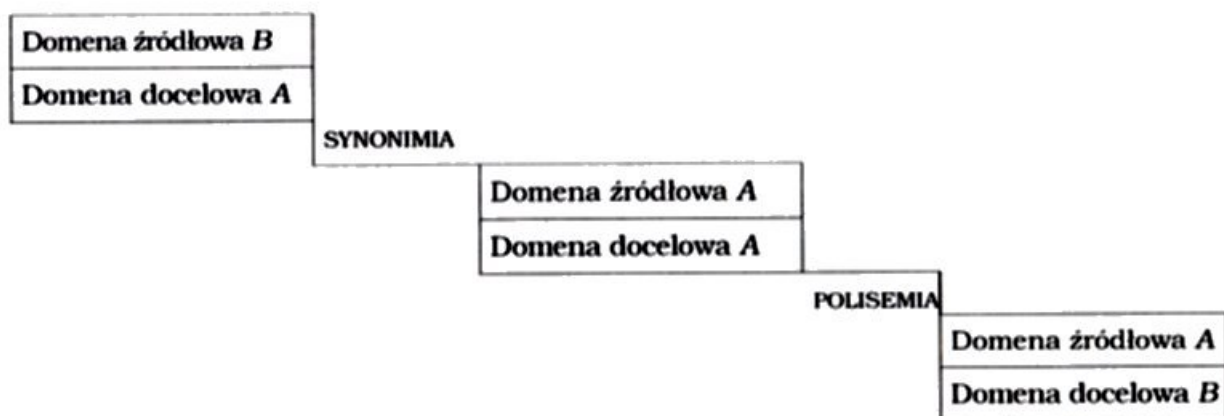 Domena źródłowa B
Domena docelowa A
SYNONIMIA
Domena źródłowa A
Domena docelowa A
POLISEMIA
Domena źródłowa A
Domena docelowa B